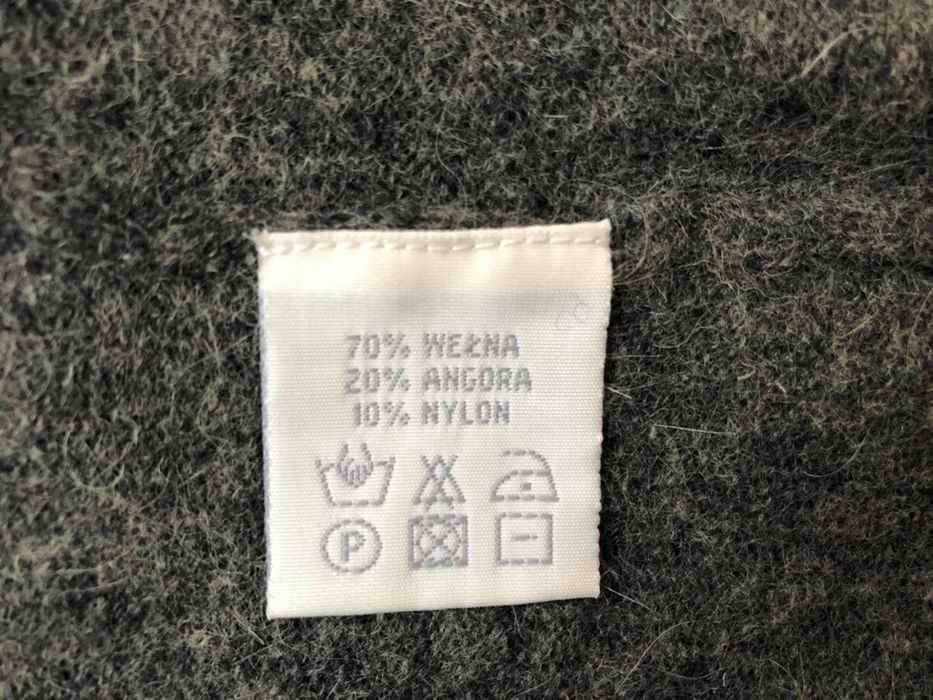 70% WEŁNA
20% ANGORA
10% NYLON
P